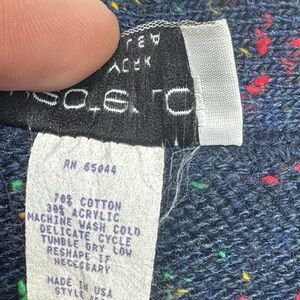 RN 65044
70% COTTON
30% ACRYLIC
MACHINE WASH COLD
DELICATE CYCLE
TUMBLE DRY LOW
RESHAPE IF
NECESSARY
MADE IN USA